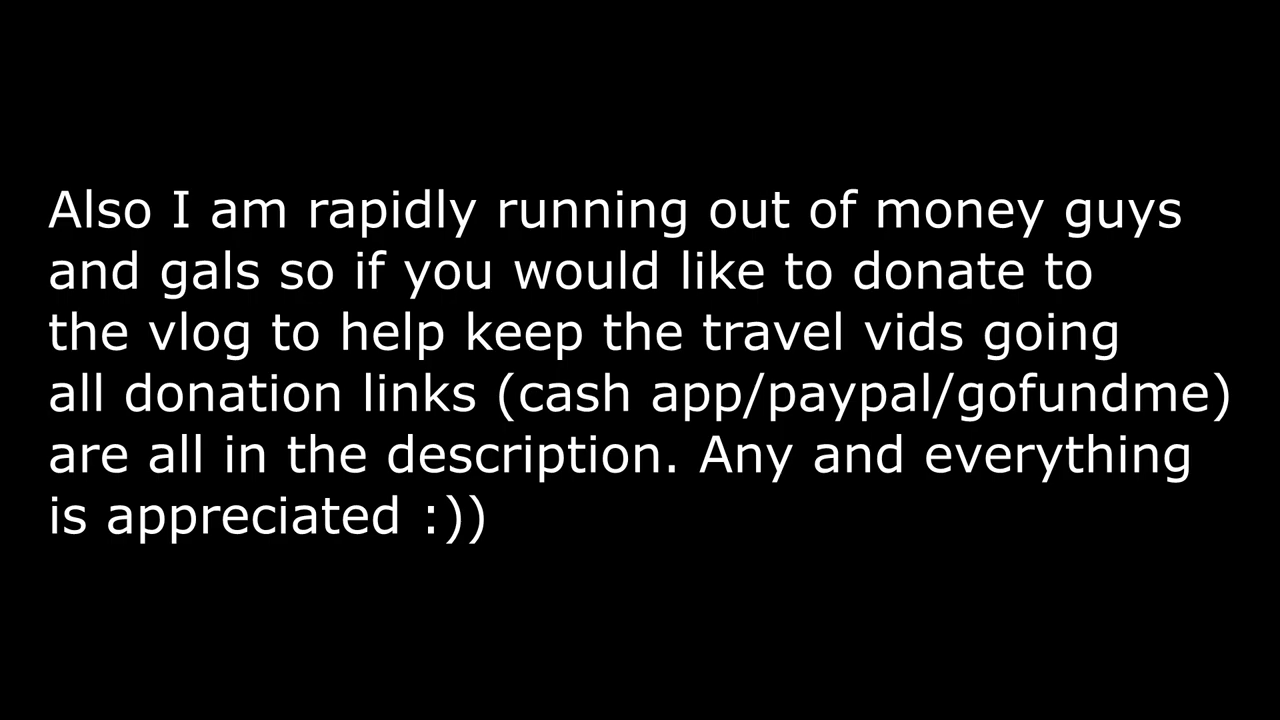 Also I am rapidly running out of money guys
and gals so if you would like to donate to
the vlog to help keep the travel vids going
all donation links (cash app/paypal/gofundme)
are all in the description. Any and everything
is appreciated :))